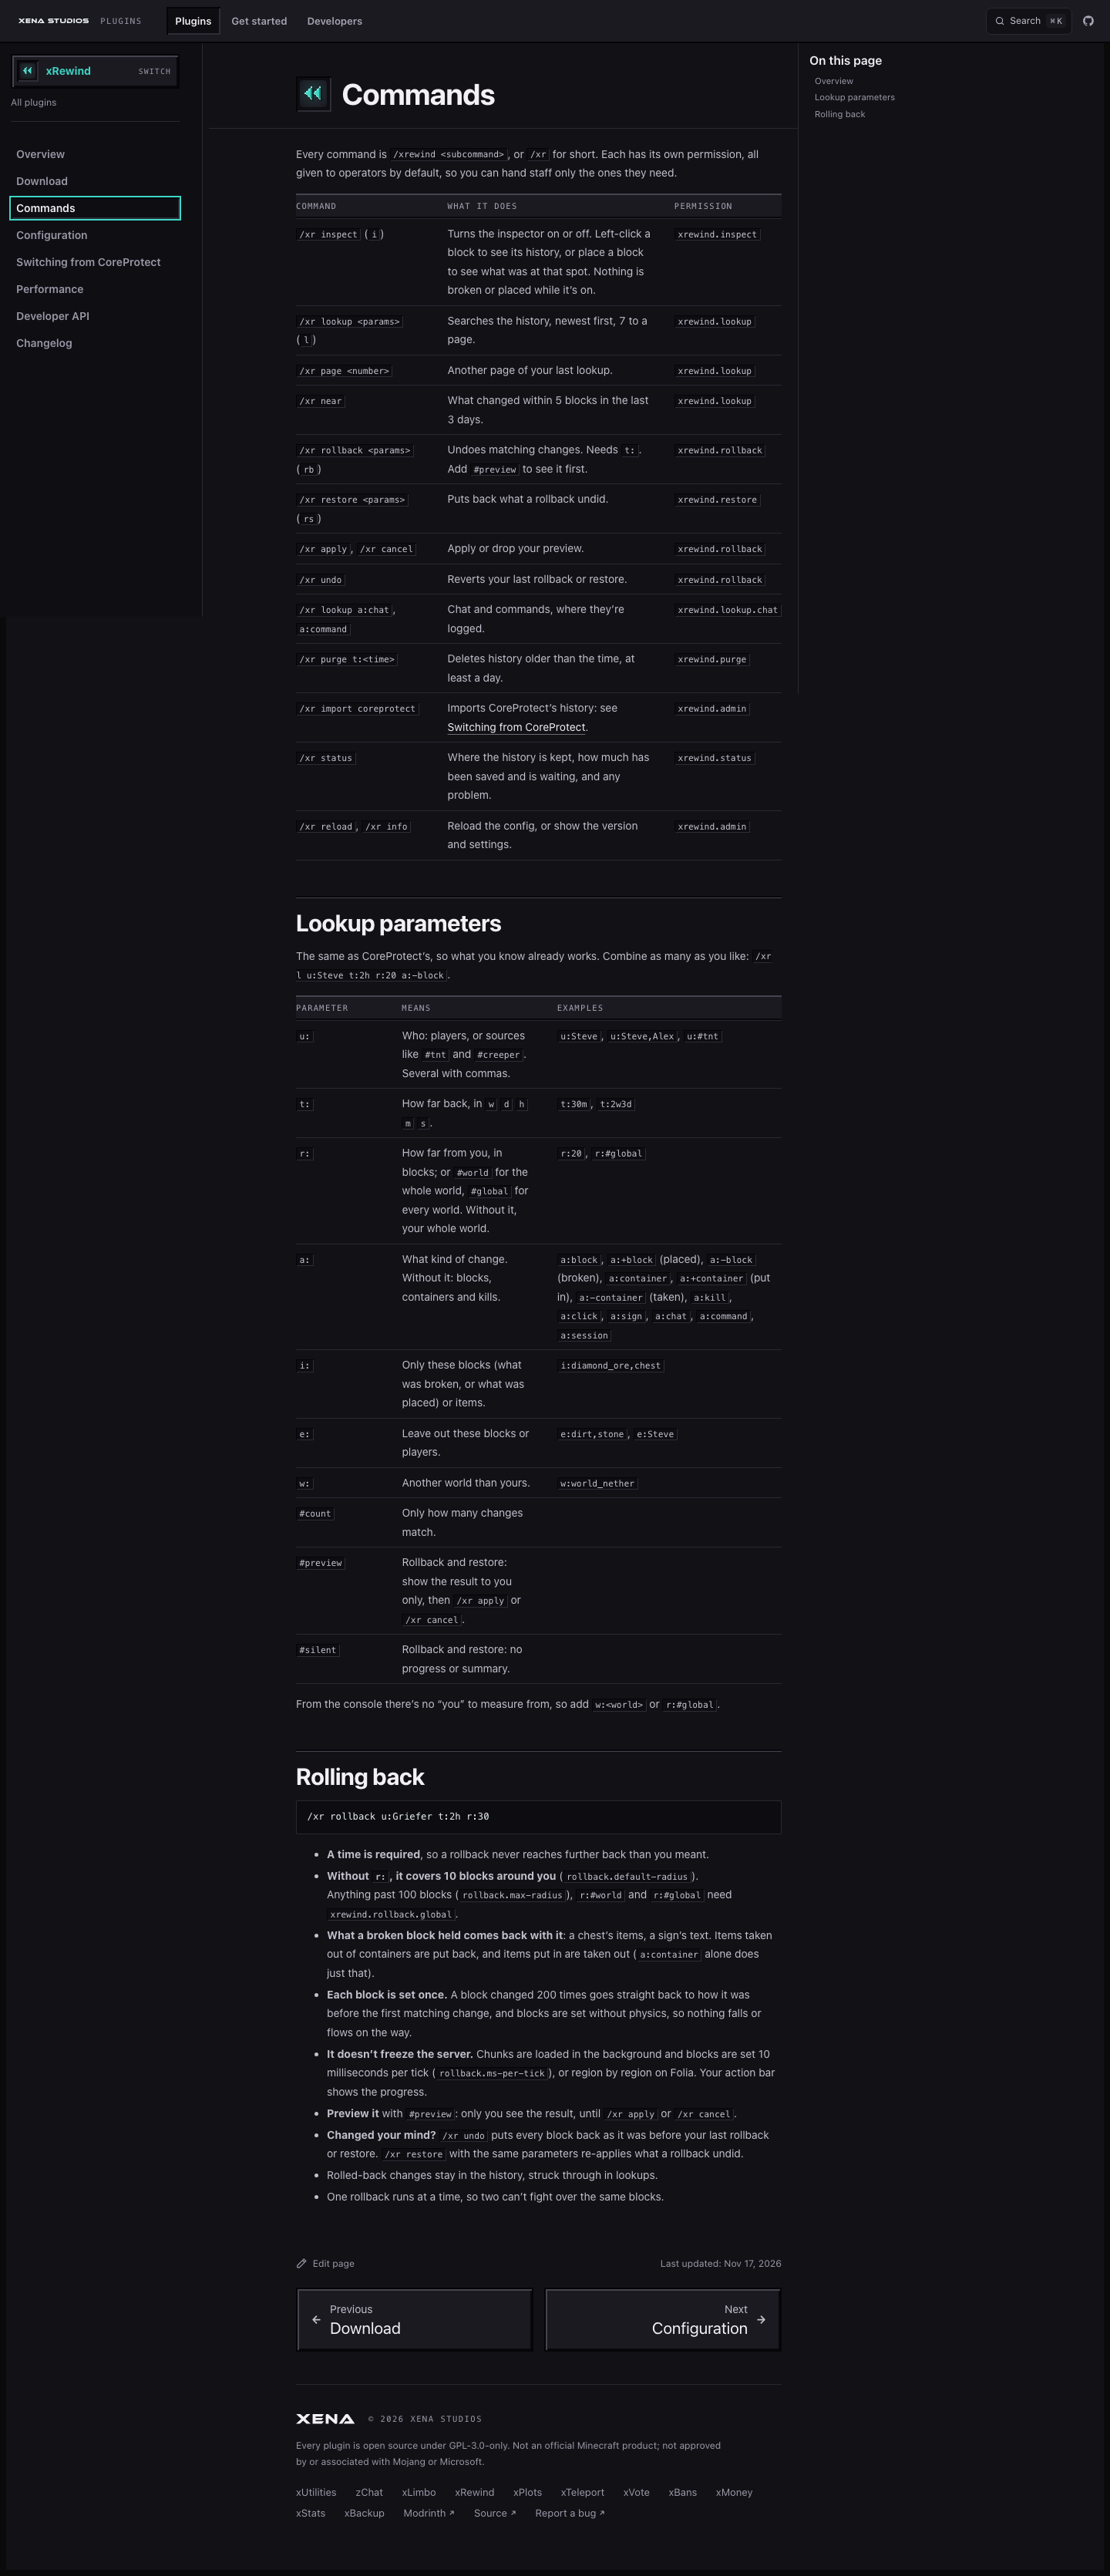 XENA STUDIOS PLUGINS Plugins Get started Developers Search ⌘ K
xRewind SWITCH
All plugins
Overview
Download
Commands
Configuration
Switching from CoreProtect
Performance
Developer API
Changelog
On this page
Overview
Lookup parameters
Rolling back
Commands
Every command is /xrewind <subcommand>, or /xr for short. Each has its own permission, all
given to operators by default, so you can hand staff only the ones they need.
COMMAND WHAT IT DOES PERMISSION
/xr inspect (i) Turns the inspector on or off. Left-click a xrewind.inspect
block to see its history, or place a block
to see what was at that spot. Nothing is
broken or placed while it's on.
/xr lookup <params> Searches the history, newest first, 7 to a xrewind.lookup
(l) page.
/xr page <number> Another page of your last lookup. xrewind.lookup
/xr near What changed within 5 blocks in the last xrewind.lookup
3 days.
/xr rollback <params> Undoes matching changes. Needs t:. xrewind.rollback
(rb) Add #preview to see it first.
/xr restore <params> Puts back what a rollback undid. xrewind.restore
(rs)
/xr apply, /xr cancel Apply or drop your preview. xrewind.rollback
/xr undo Reverts your last rollback or restore. xrewind.rollback
/xr lookup a:chat, Chat and commands, where they're xrewind.lookup.chat
a:command logged.
/xr purge t:<time> Deletes history older than the time, at xrewind.purge
least a day.
/xr import coreprotect Imports CoreProtect's history: see xrewind.admin
Switching from CoreProtect.
/xr status Where the history is kept, how much has xrewind.status
been saved and is waiting, and any
problem.
/xr reload, /xr info Reload the config, or show the version xrewind.admin
and settings.
Lookup parameters
The same as CoreProtect's, so what you know already works. Combine as many as you like: /xr
l u:Steve t:2h r:20 a:-block.
PARAMETER MEANS EXAMPLES
u: Who: players, or sources u:Steve, u:Steve,Alex, u:#tnt
like #tnt and #creeper.
Several with commas.
t: How far back, in w d h t:30m, t:2w3d
m s.
r: How far from you, in r:20, r:#global
blocks; or #world for the
whole world, #global for
every world. Without it,
your whole world.
a: What kind of change. a:block, a:+block (placed), a:-block
Without it: blocks, (broken), a:container, a:+container (put
containers and kills. in), a:-container (taken), a:kill,
a:click, a:sign, a:chat, a:command,
a:session
i: Only these blocks (what i:diamond_ore,chest
was broken, or what was
placed) or items.
e: Leave out these blocks or e:dirt,stone, e:Steve
players.
w: Another world than yours. w:world_nether
#count Only how many changes
match.
#preview Rollback and restore:
show the result to you
only, then /xr apply or
/xr cancel.
#silent Rollback and restore: no
progress or summary.
From the console there's no "you" to measure from, so add w:<world> or r:#global.
Rolling back
/xr rollback u:Griefer t:2h r:30
• A time is required, so a rollback never reaches further back than you meant.
• Without r:, it covers 10 blocks around you (rollback.default-radius).
Anything past 100 blocks (rollback.max-radius), r:#world and r:#global need
xrewind.rollback.global.
• What a broken block held comes back with it: a chest's items, a sign's text. Items taken
out of containers are put back, and items put in are taken out (a:container alone does
just that).
• Each block is set once. A block changed 200 times goes straight back to how it was
before the first matching change, and blocks are set without physics, so nothing falls or
flows on the way.
• It doesn't freeze the server. Chunks are loaded in the background and blocks are set 10
milliseconds per tick (rollback.ms-per-tick), or region by region on Folia. Your action bar
shows the progress.
• Preview it with #preview: only you see the result, until /xr apply or /xr cancel.
• Changed your mind? /xr undo puts every block back as it was before your last rollback
or restore. /xr restore with the same parameters re-applies what a rollback undid.
• Rolled-back changes stay in the history, struck through in lookups.
• One rollback runs at a time, so two can't fight over the same blocks.
Edit page Last updated: Nov 17, 2026
Previous Next
Download Configuration
XENA © 2026 XENA STUDIOS
Every plugin is open source under GPL-3.0-only. Not an official Minecraft product; not approved
by or associated with Mojang or Microsoft.
xUtilities zChat xLimbo xRewind xPlots xTeleport xVote xBans xMoney
xStats xBackup Modrinth ↗ Source ↗ Report a bug ↗